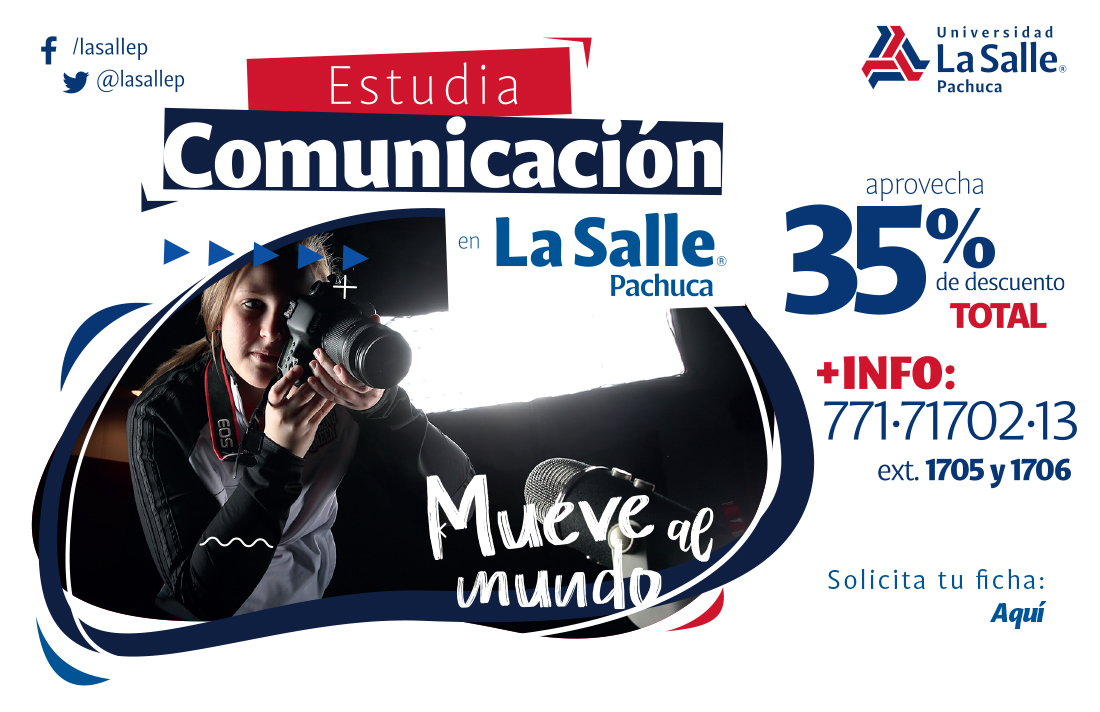 /lasallep
@lasallep
Universidad
La Salle®
Pachuca
Estudia
Comunicación
en La Salle®
Pachuca
aprovecha
35%
de descuento
TOTAL
+INFO:
771·71702·13
ext. 1705 y 1706
EOS
Mueve al
mundo
Solicita tu ficha:
Aquí